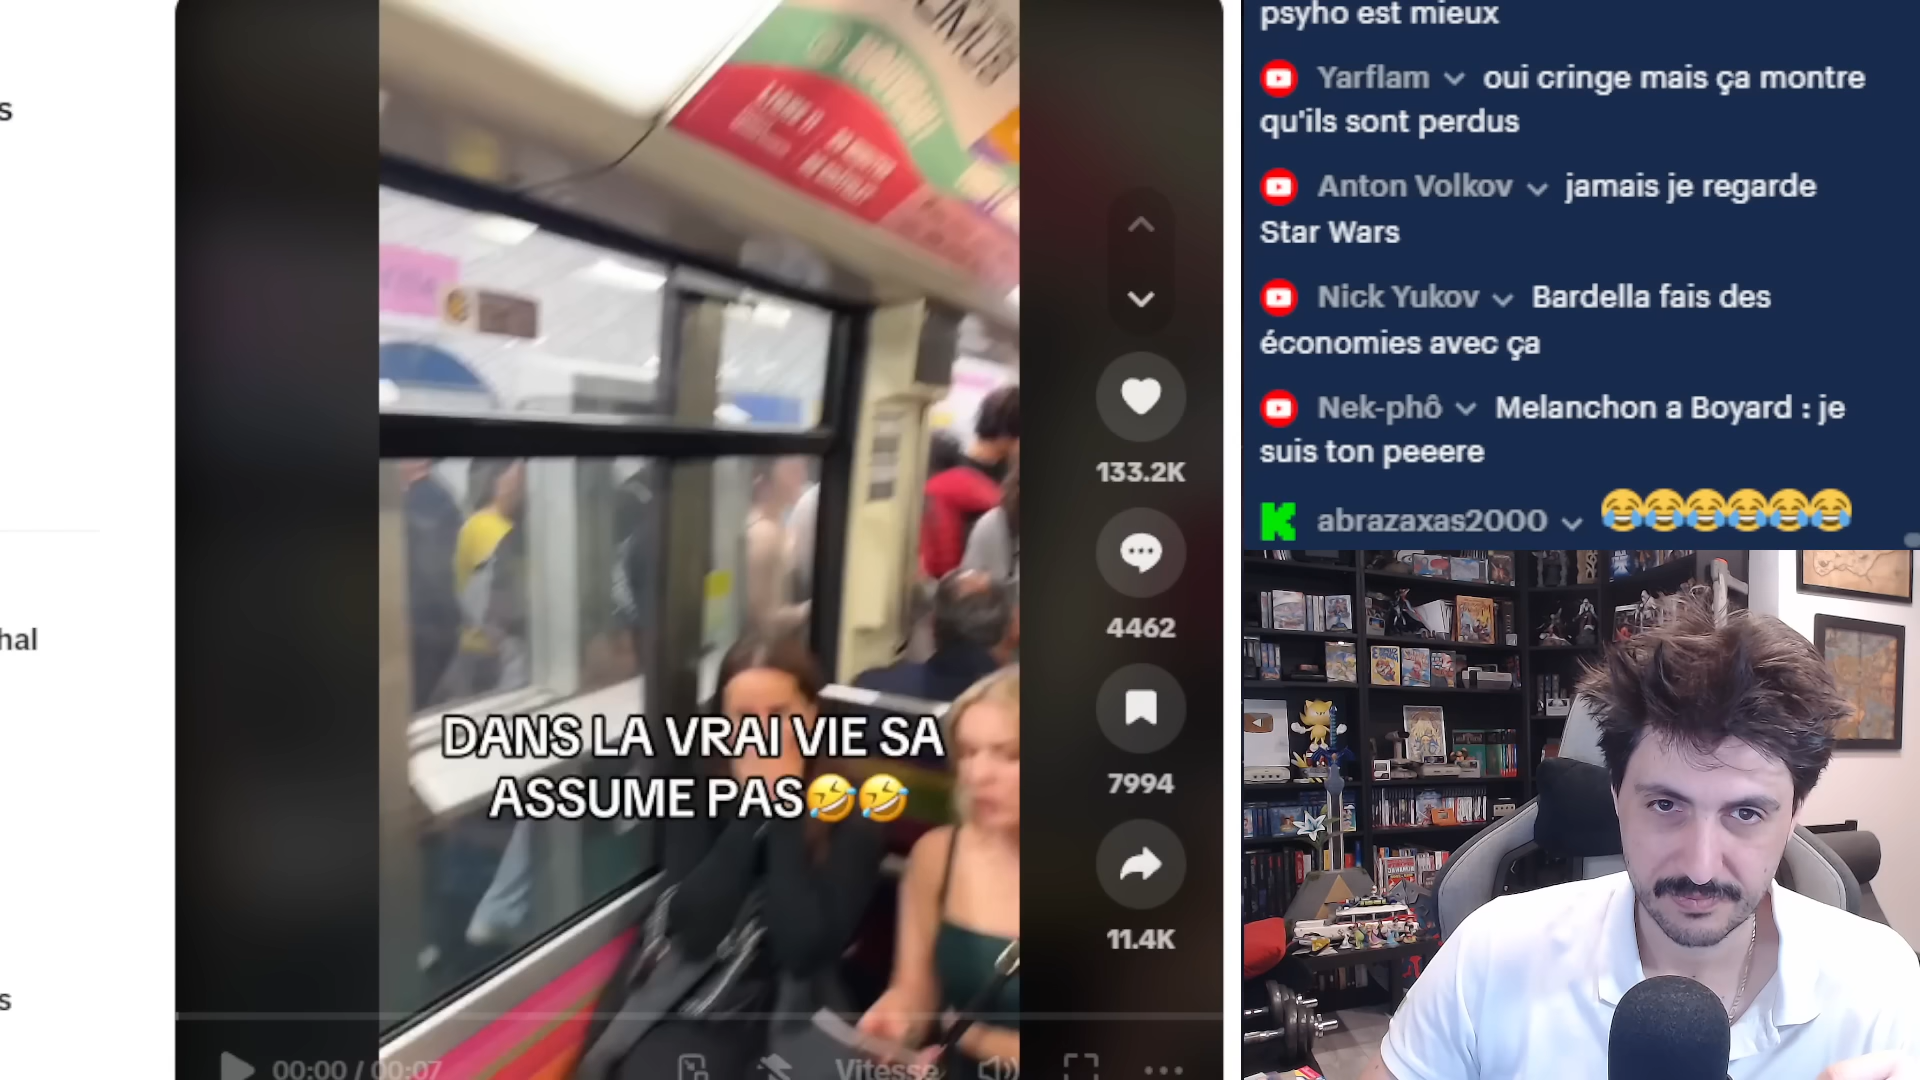 s
hal
s
DANS LA VRAI VIE SA
ASSUME PAS🤣🤣
133.2K
4462
7994
11.4K
00:00 / 00:07
Vitesse
psyho est mieux
Yarflam oui cringe mais ça montre
qu'ils sont perdus
Anton Volkov jamais je regarde
Star Wars
Nick Yukov Bardella fais des
économies avec ça
Nek-phô Melanchon a Boyard : je
suis ton peeere
abrazaxas2000 😂😂😂😂😂😂